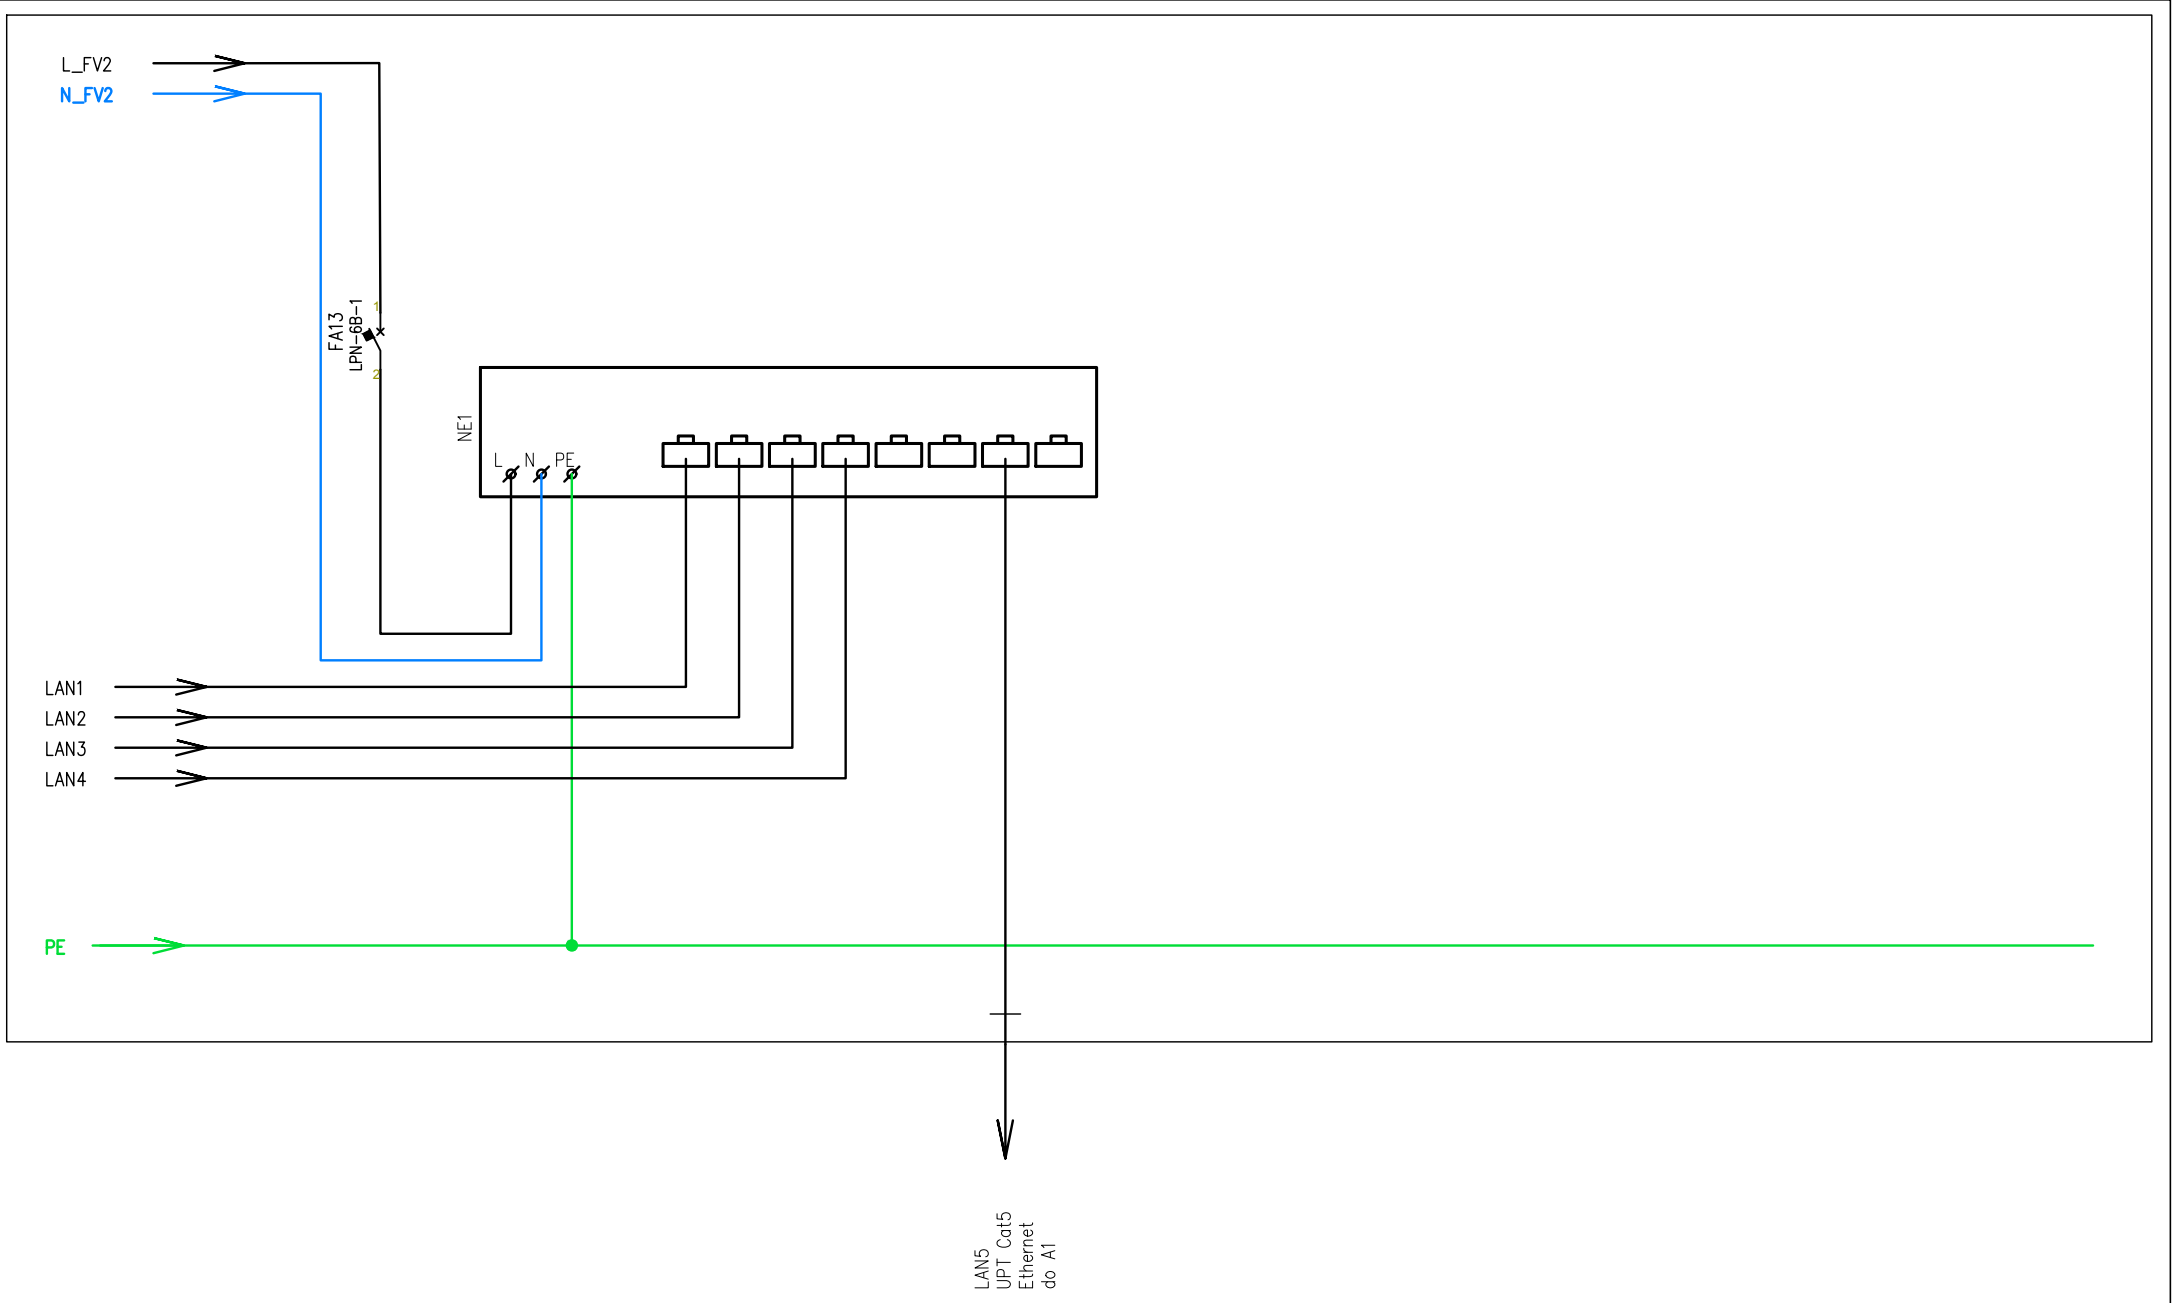 L_FV2
N_FV2
1
FA13
LPN-6B-1
2
NE1
L
N
PE
LAN1
LAN2
LAN3
LAN4
PE
LAN5
UPT Cat5
Ethernet
do A1